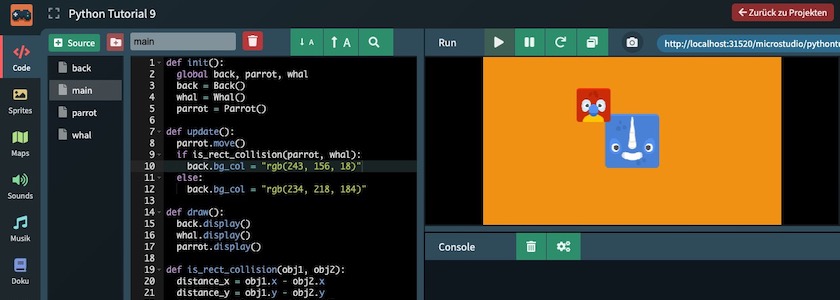 Python Tutorial 9
Zurück zu Projekten
Code
Sprites
Maps
Sounds
Musik
Doku
Source
main
back
main
parrot
whal
1 def init():
2 global back, parrot, whal
3 back = Back()
4 whal = Whal()
5 parrot = Parrot()
6
7 def update():
8 parrot.move()
9 if is_rect_collision(parrot, whal):
10 back.bg_col = "rgb(243, 156, 18)"
11 else:
12 back.bg_col = "rgb(234, 218, 184)"
13
14 def draw():
15 back.display()
16 whal.display()
17 parrot.display()
18
19 def is_rect_collision(obj1, obj2):
20 distance_x = obj1.x - obj2.x
21 distance_y = obj1.y - obj2.y
↓ A
↑ A
Run
http://localhost:31520/microstudio/pythont
Console